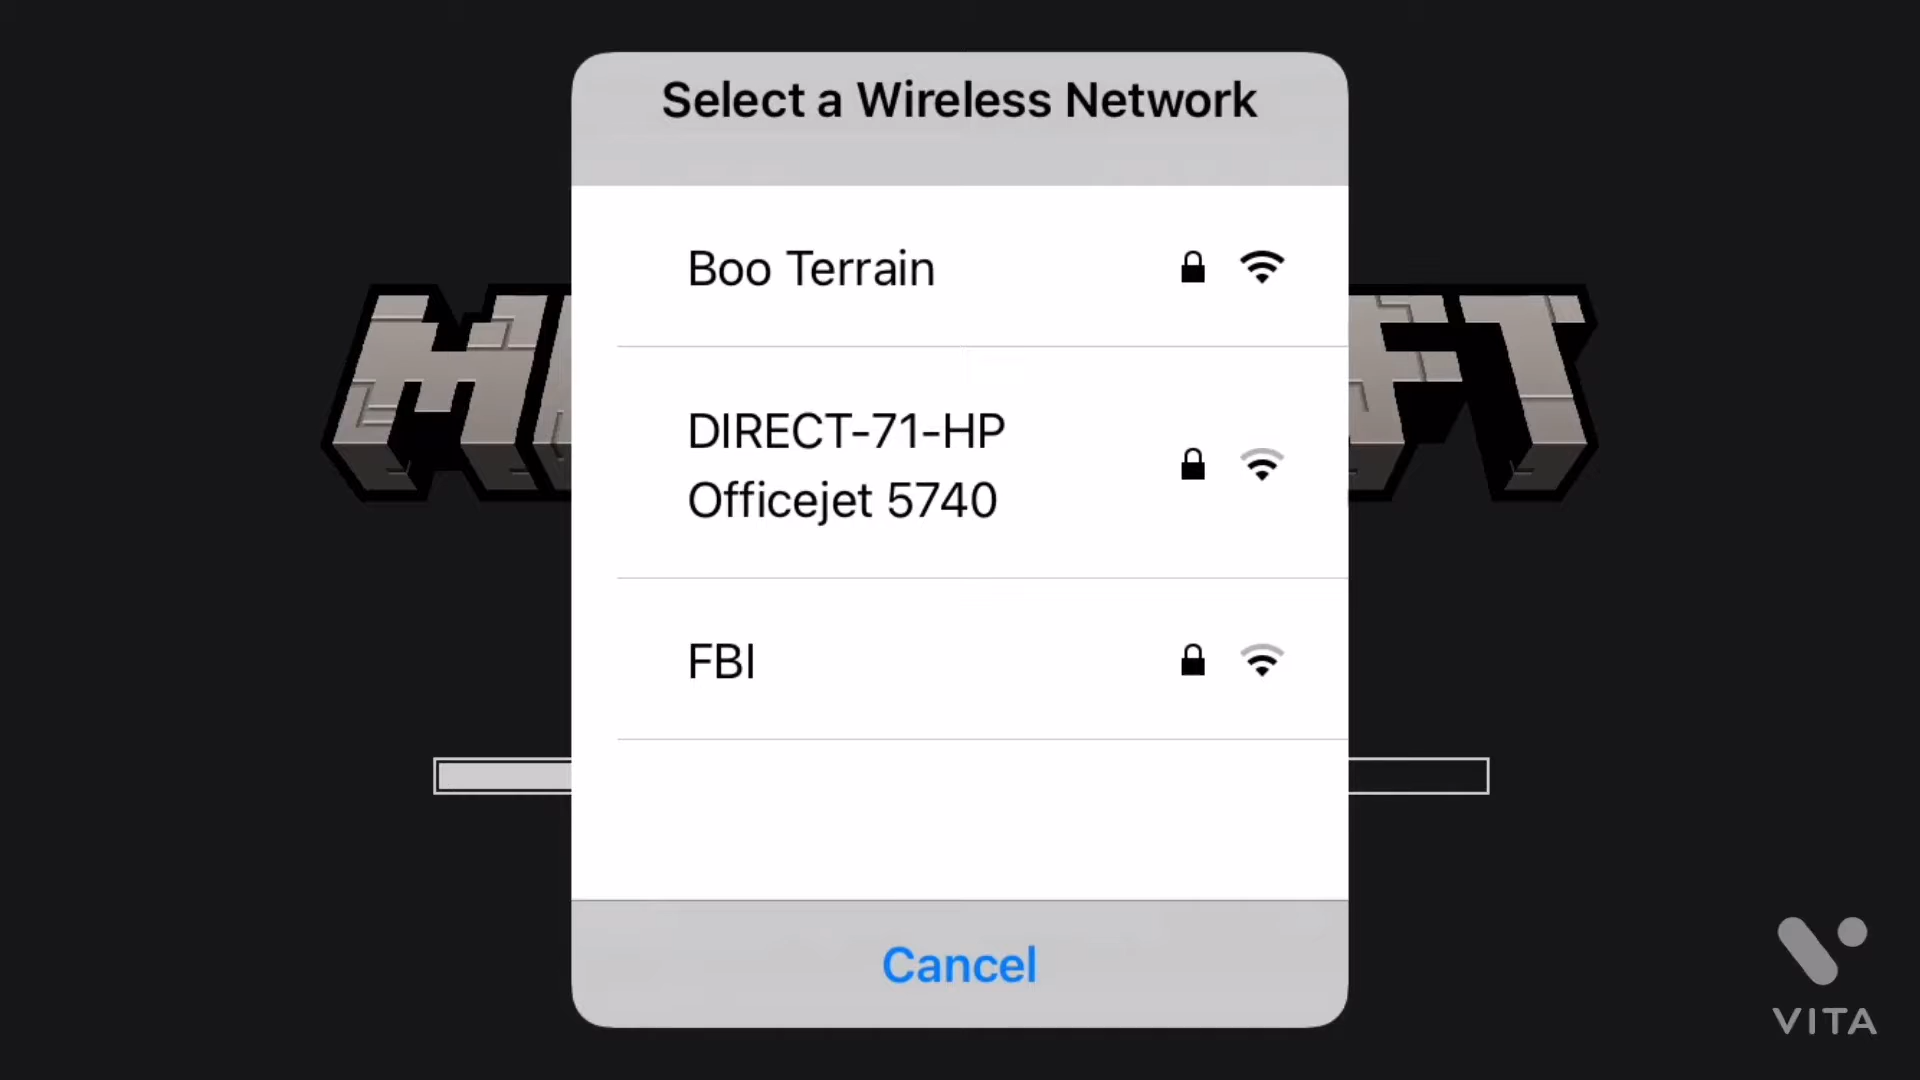 Select a Wireless Network
Boo Terrain
DIRECT-71-HP
Officejet 5740
FBI
Cancel
VITA